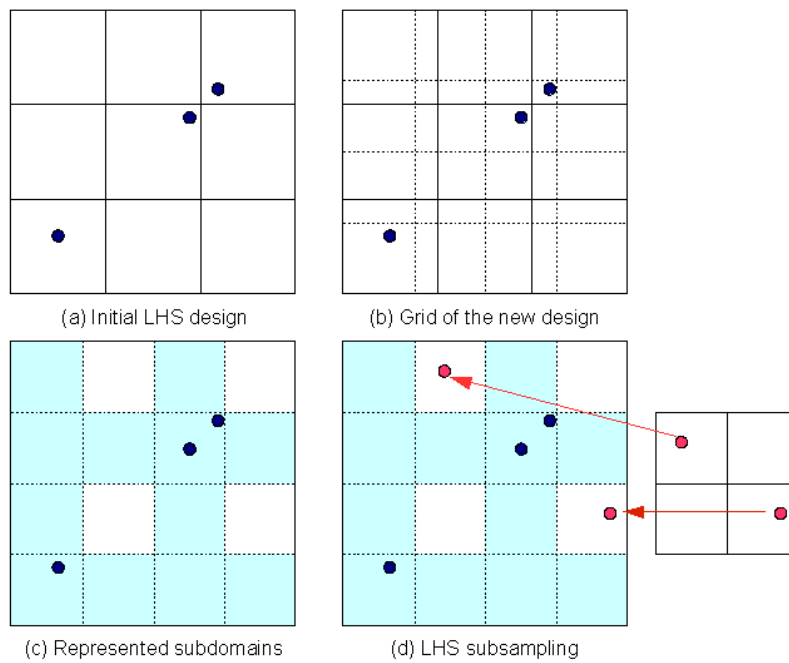 (a) Initial LHS design
(b) Grid of the new design
(c) Represented subdomains
(d) LHS subsampling